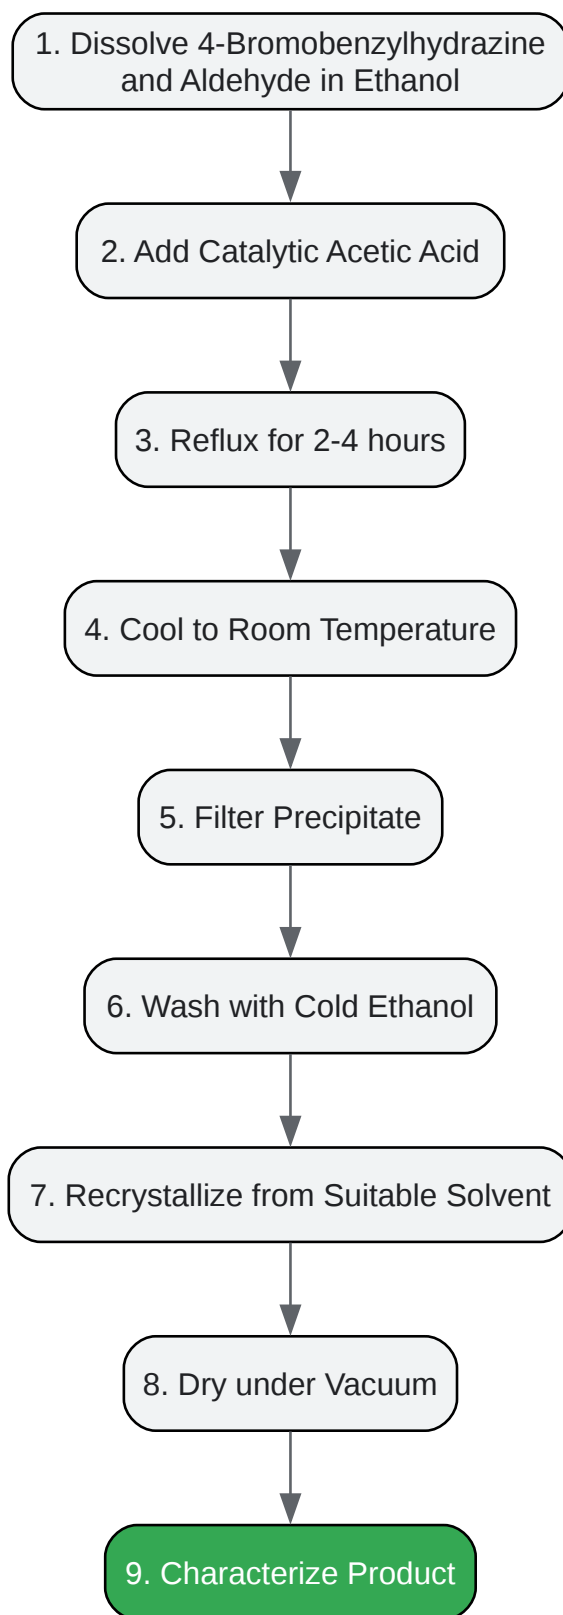 1. Dissolve 4-Bromobenzylhydrazine
and Aldehyde in Ethanol
2. Add Catalytic Acetic Acid
3. Reflux for 2-4 hours
4. Cool to Room Temperature
5. Filter Precipitate
6. Wash with Cold Ethanol
7. Recrystallize from Suitable Solvent
8. Dry under Vacuum
9. Characterize Product